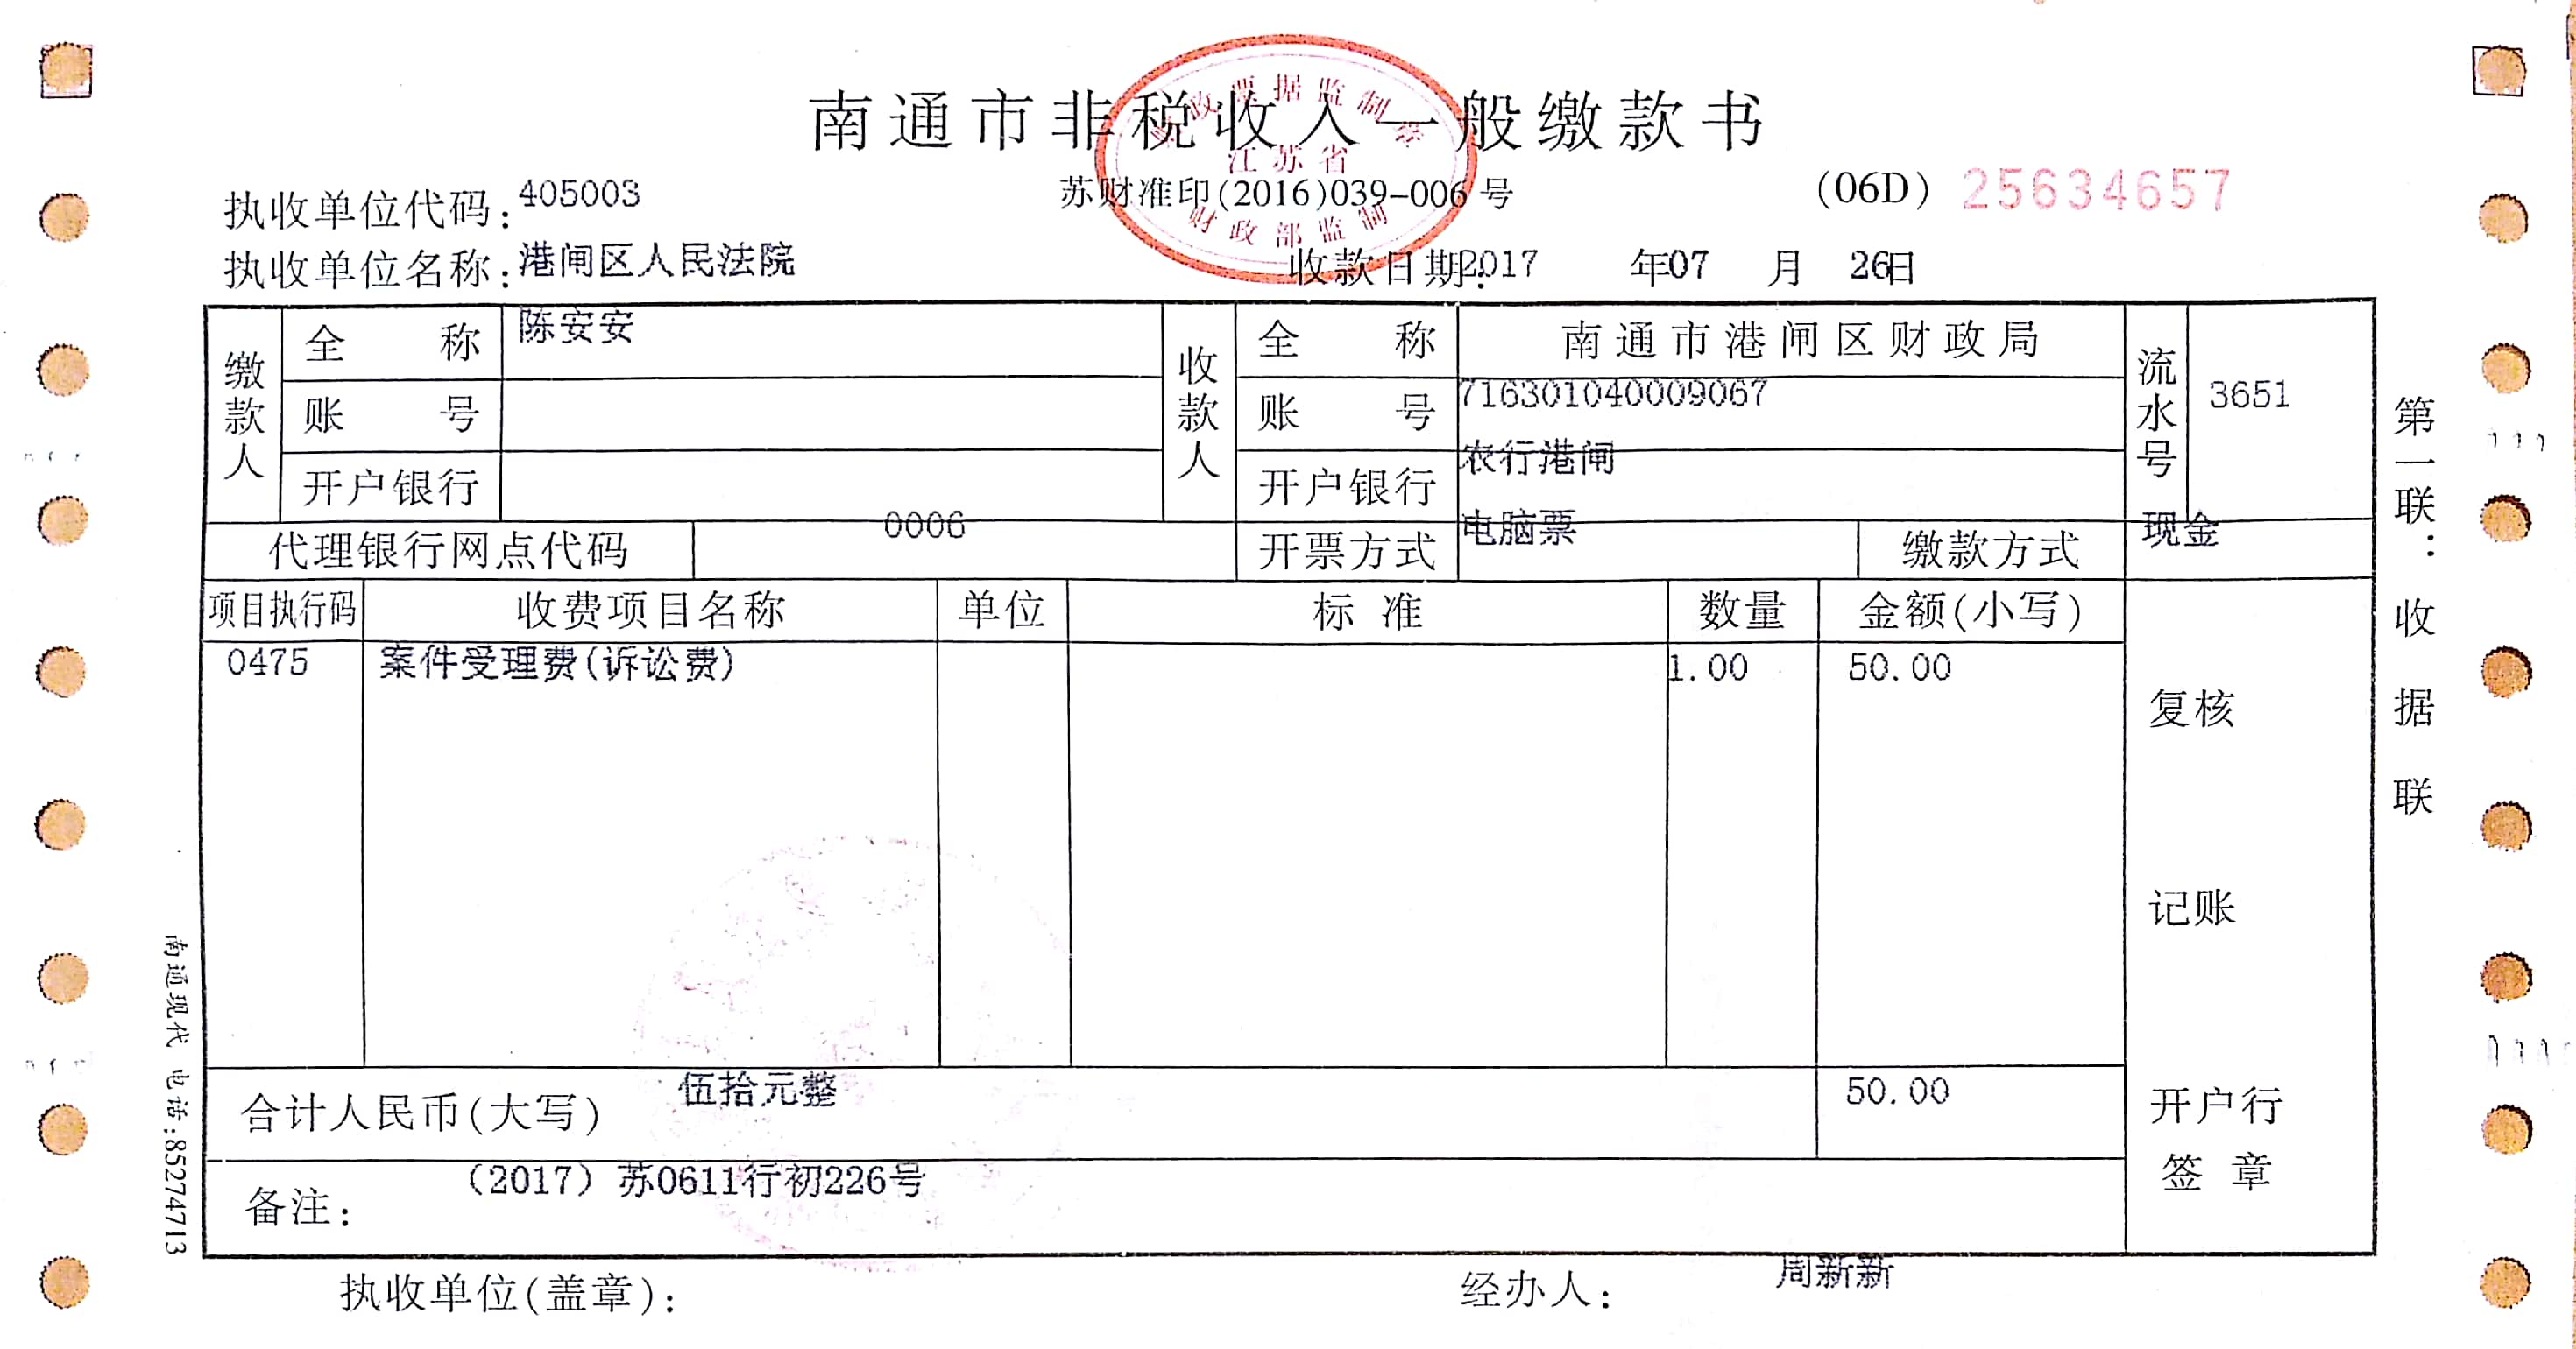 南通市非税收入一般缴款书
财政票据监制章
江苏省
财政部监制
执收单位代码：405003
苏财准印(2016)039-006号
(06D) 25634657
执收单位名称：港闸区人民法院
收款日期：2017 年07 月 26日
缴款人 全称 陈安安 收款人 全称 南通市港闸区财政局 流水号 3651
账号 账号 716301040009067
开户银行 开户银行 农行港闸
代理银行网点代码 0006 开票方式 电脑票 缴款方式 现金
项目执行码 收费项目名称 单位 标准 数量 金额(小写)
0475 案件受理费(诉讼费) 1.00 50.00
复核
记账
合计人民币(大写) 伍拾元整 50.00
开户行
签章
备注： (2017) 苏0611行初226号
执收单位(盖章)： 经办人： 周新新
第一联：收据联
南通现代 电话:85274713